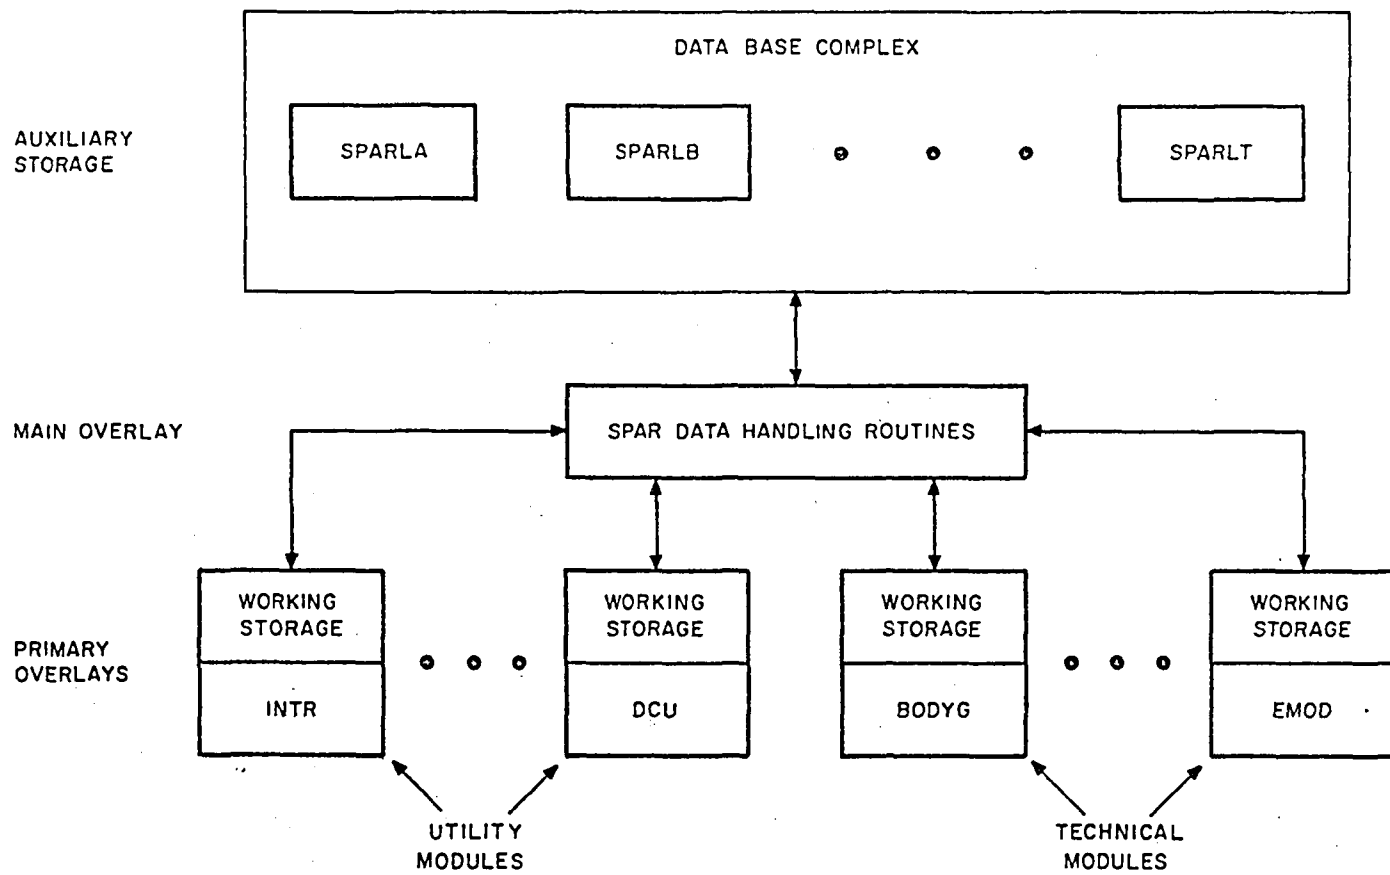 DATA BASE COMPLEX
AUXILIARY
STORAGE
SPARLA
SPARLB
SPARLT
MAIN OVERLAY
SPAR DATA HANDLING ROUTINES
PRIMARY
OVERLAYS
WORKING
STORAGE
INTR
WORKING
STORAGE
DCU
WORKING
STORAGE
BODYG
WORKING
STORAGE
EMOD
UTILITY
MODULES
TECHNICAL
MODULES